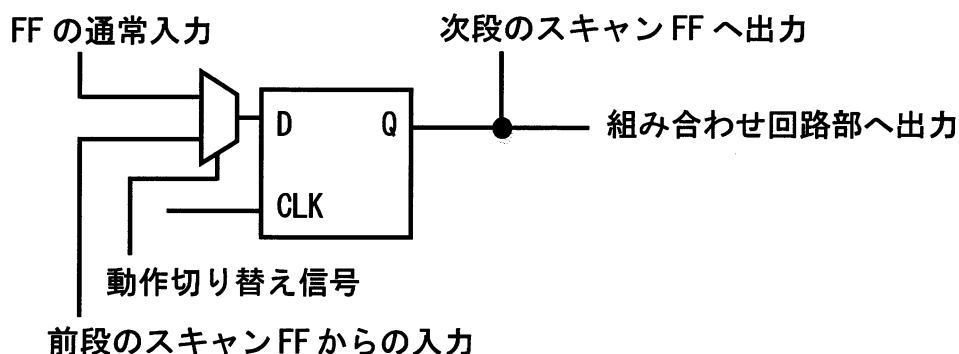 FFの通常入力
次段のスキャンFFへ出力
D
Q
組み合わせ回路部へ出力
CLK
動作切り替え信号
前段のスキャンFFからの入力